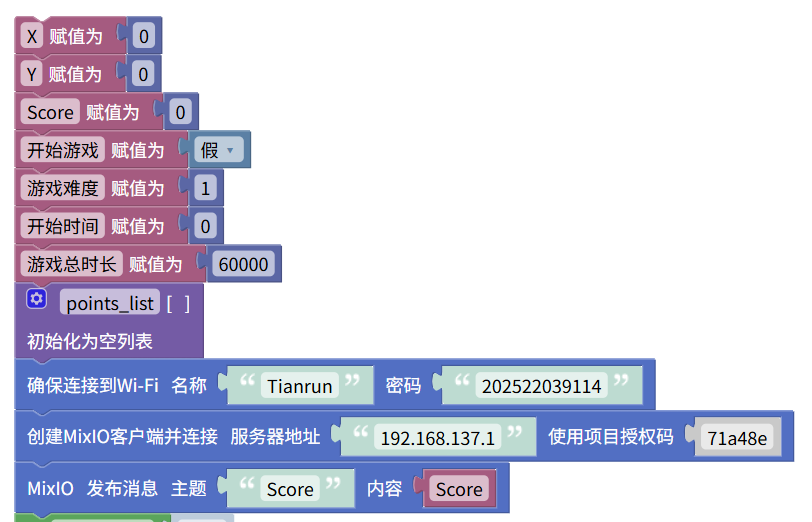 X 赋值为 0
Y 赋值为 0
Score 赋值为 0
开始游戏 赋值为 假
游戏难度 赋值为 1
开始时间 赋值为 0
游戏总时长 赋值为 60000
points_list [ ]
初始化为空列表
确保连接到Wi-Fi 名称 “ Tianrun ” 密码 “ 202522039114 ”
创建MixIO客户端并连接 服务器地址 “ 192.168.137.1 ” 使用项目授权码 71a48e
MixIO 发布消息 主题 “ Score ” 内容 Score